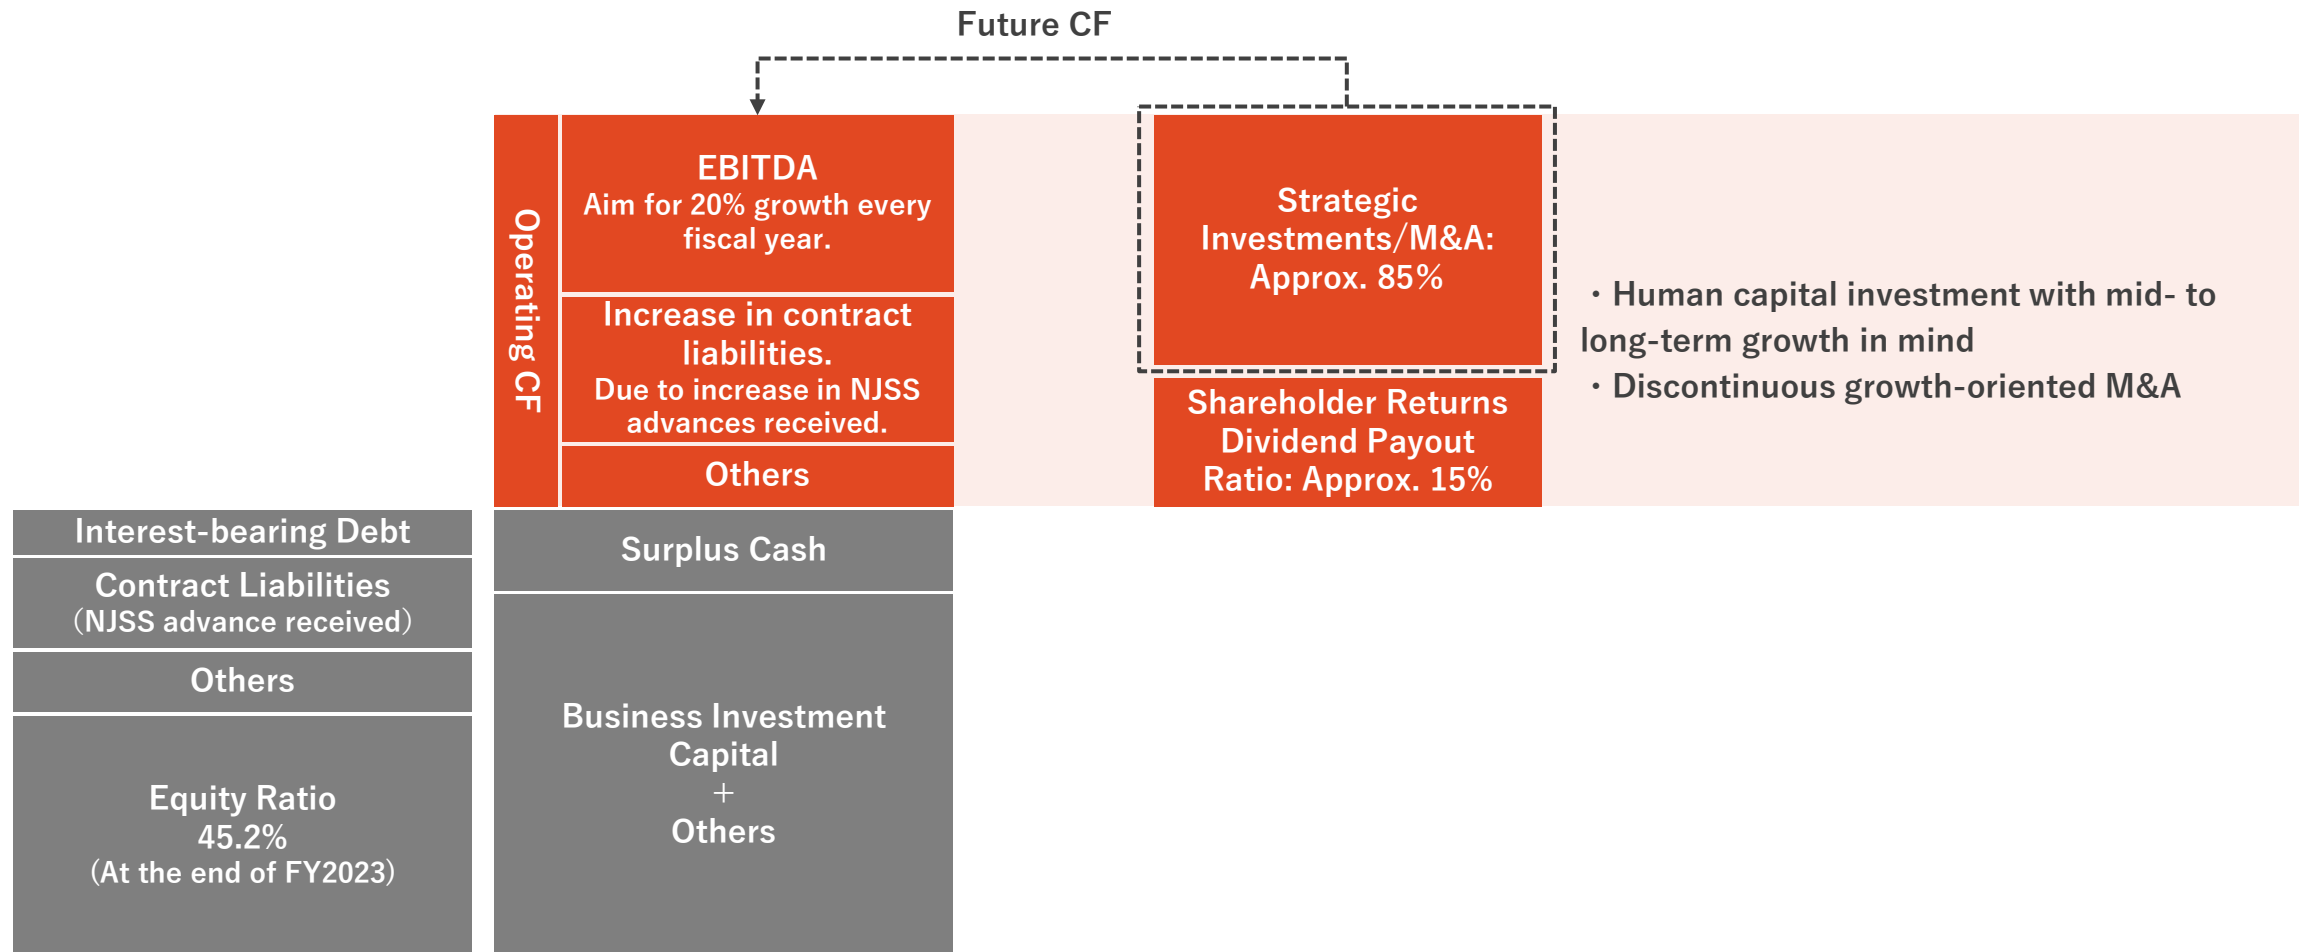 Future CF
Operating CF
EBITDA
Aim for 20% growth every
fiscal year.
Increase in contract
liabilities.
Due to increase in NJSS
advances received.
Others
Strategic
Investments/M&A:
Approx. 85%
Shareholder Returns
Dividend Payout
Ratio: Approx. 15%
・Human capital investment with mid- to
long-term growth in mind
・Discontinuous growth-oriented M&A
Interest-bearing Debt
Contract Liabilities
（NJSS advance received）
Others
Equity Ratio
45.2%
(At the end of FY2023)
Surplus Cash
Business Investment
Capital
＋
Others